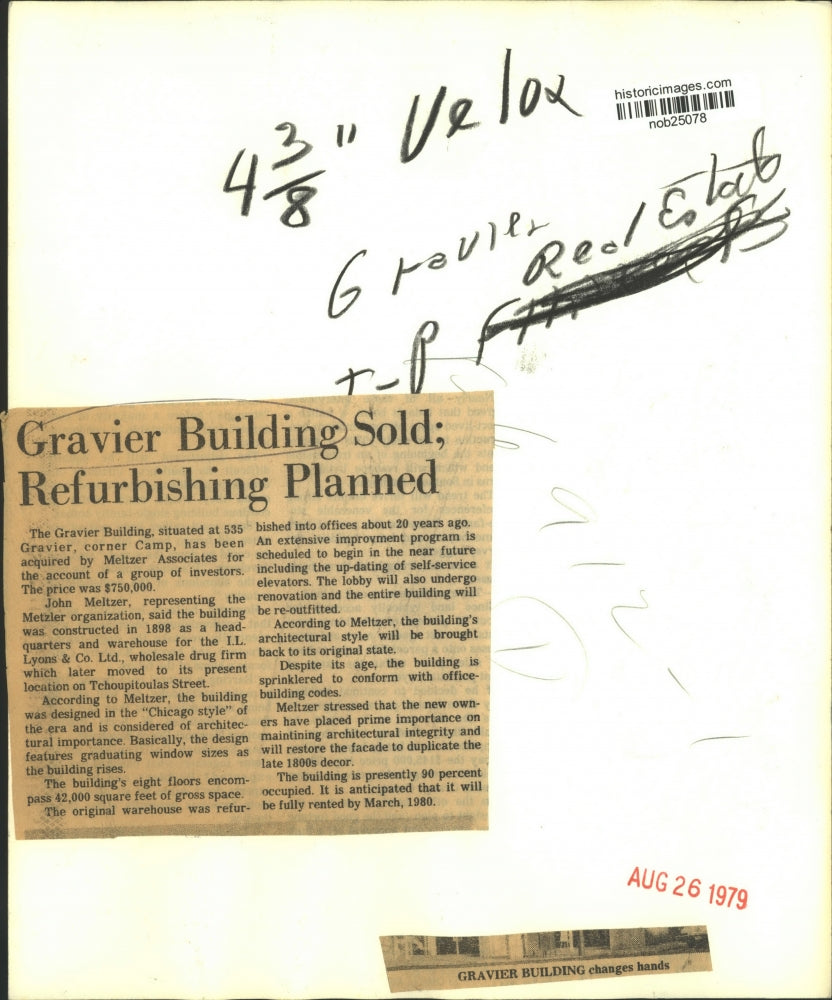 historicimages.com
nob25078
4 3/8" Velox
Gravier
Real Estate
T-P
Gravier Building Sold;
Refurbishing Planned
The Gravier Building, situated at 535
Gravier, corner Camp, has been
acquired by Meltzer Associates for
the account of a group of investors.
The price was $750,000.
John Meltzer, representing the
Metzler organization, said the building
was constructed in 1898 as a head-
quarters and warehouse for the I.L.
Lyons & Co. Ltd., wholesale drug firm
which later moved to its present
location on Tchoupitoulas Street.
According to Meltzer, the building
was designed in the “Chicago style” of
the era and is considered of architec-
tural importance. Basically, the design
features graduating window sizes as
the building rises.
The building's eight floors encom-
pass 42,000 square feet of gross space.
The original warehouse was refur-
bished into offices about 20 years ago.
An extensive improvment program is
scheduled to begin in the near future
including the up-dating of self-service
elevators. The lobby will also undergo
renovation and the entire building will
be re-outfitted.
According to Meltzer, the building's
architectural style will be brought
back to its original state.
Despite its age, the building is
sprinklered to conform with office-
building codes.
Meltzer stressed that the new own-
ers have placed prime importance on
maintining architectural integrity and
will restore the facade to duplicate the
late 1800s decor.
The building is presently 90 percent
occupied. It is anticipated that it will
be fully rented by March, 1980.
AUG 26 1979
GRAVIER BUILDING changes hands